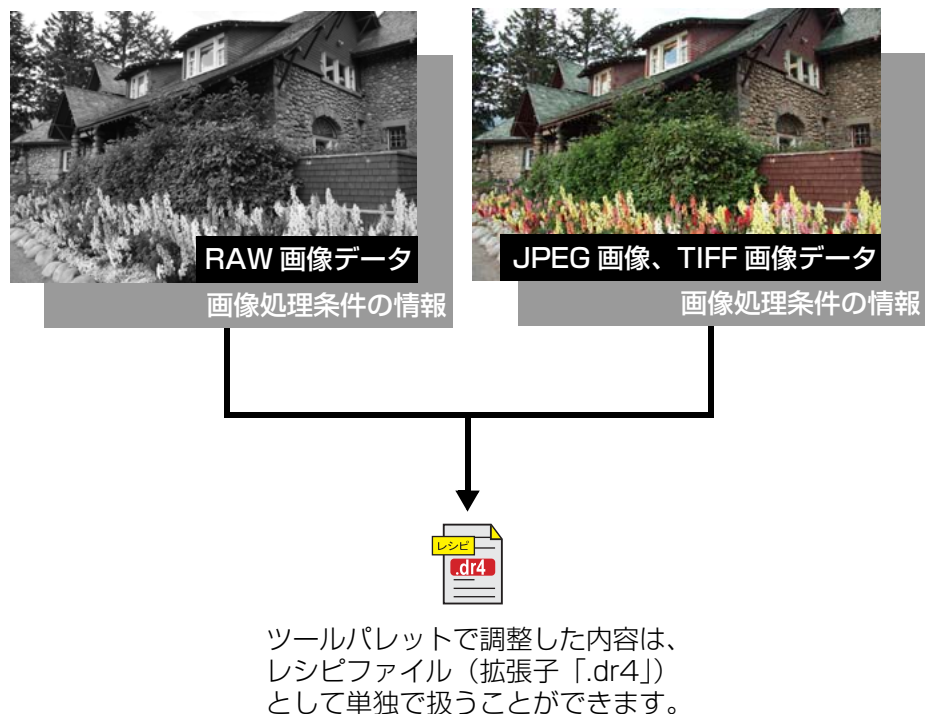 RAW 画像データ
画像処理条件の情報
JPEG 画像、TIFF 画像データ
画像処理条件の情報
レシピ
.dr4
ツールパレットで調整した内容は、
レシピファイル（拡張子「.dr4」）
として単独で扱うことができます。